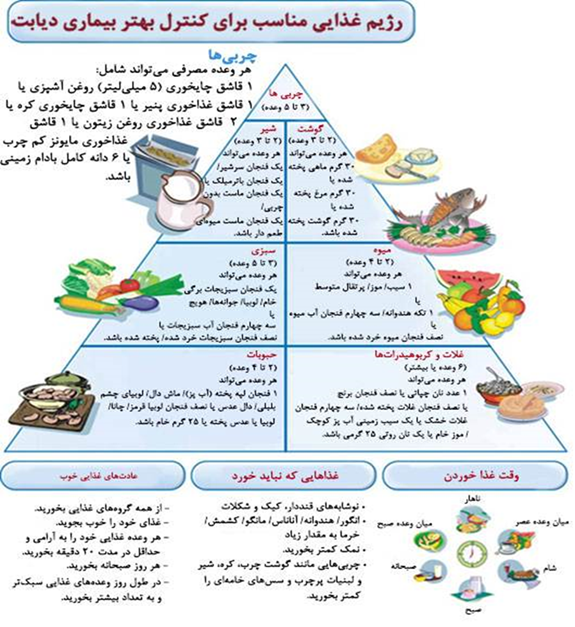 رژیم غذایی مناسب برای کنترل بهتر بیماری دیابت
چربی‌ها
هر وعده مصرفی می‌تواند شامل:
۱ قاشق چایخوری (۵ میلی‌لیتر) روغن آشپزی یا
۱ قاشق غذاخوری پنیر یا ۱ قاشق چایخوری کره یا
۲ قاشق غذاخوری روغن زیتون یا ۱ قاشق
غذاخوری مایونز کم چرب
یا ۶ دانه کامل بادام زمینی
باشد.
چربی ها
(۳ تا ۵ وعده)
گوشت
(۲ تا ۳ وعده)
هر وعده می‌تواند
۳۰ گرم ماهی پخته
شده یا
۳۰ گرم مرغ پخته
شده یا
۳۰ گرم گوشت پخته
شده باشد.
شیر
(۲ تا ۳ وعده)
هر وعده می‌تواند
یک فنجان سرشیر/
یک فنجان باترمیلک یا
یک فنجان ماست بدون
چربی/
یک فنجان ماست میوه‌ای
طعم دار باشد.
میوه
(۲ تا ۴ وعده)
هر وعده می‌تواند
۱ سیب/ موز/ پرتقال متوسط
یا
۱ تکه هندوانه/ سه چهارم فنجان آب میوه
یا
نصف فنجان میوه خرد شده باشد.
سبزی
(۳ تا ۵ وعده)
هر وعده می‌تواند
یک فنجان سبزیجات برگی
خام/ لوبیا/ جوانه‌ها/ هویج
یا
سه چهارم فنجان آب سبزیجات یا
نصف فنجان سبزیجات خرد شده/ پخته شده باشد
غلات و کربوهیدرات‌ها
(۶ وعده یا بیشتر)
هر وعده می‌تواند
۱ عدد نان چپاتی یا نصف فنجان برنج
یا نصف فنجان غلات پخته شده/ سه چهارم فنجان
غلات خشک یا یک سیب زمینی آب پز کوچک
/ موز خام یا یک نان روتی ۲۵ گرمی باشد.
حبوبات
(۲ تا ۴ وعده)
هر وعده می‌تواند
۱ فنجان لپه پخته (آب پز)/ ماش دال/ لوبیای چشم
بلبلی/ دال عدس یا نصف فنجان لوبیا قرمز/ چانا/
لوبیا یا عدس پخته یا ۲۵ گرم خام باشد.
وقت غذا خوردن
ناهار
میان وعده عصر
شام
صبح
صبحانه
میان وعده صبح
غذاهایی که نباید خورد
• نوشابه‌های قنددار، کیک و شکلات
• انگور/ هندوانه/ آناناس/ مانگو/ کشمش/
خرما به مقدار زیاد
• نمک کمتر بخورید.
• چربی‌هایی مانند گوشت چرب، کره، شیر
و لبنیات پرچرب و سس‌های خامه‌ای را
کمتر بخورید.
عادت‌های غذایی خوب
- از همه گروه‌های غذایی بخورید.
- غذای خود را خوب بجوید.
- هر وعده غذایی خود را به آرامی و
حداقل در مدت ۲۰ دقیقه بخورید.
- هر روز صبحانه بخورید.
- در طول روز وعده‌های غذایی سبک‌تر
و به تعداد بیشتر بخورید.